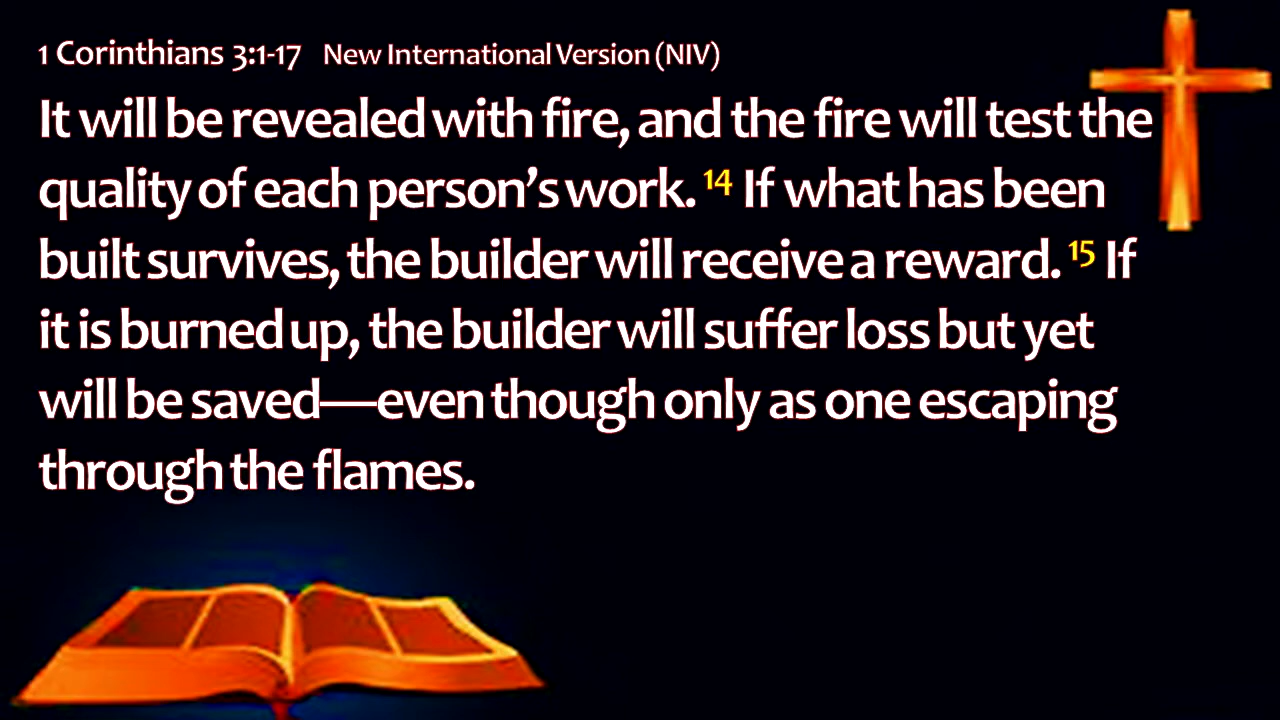 1 Corinthians 3:1-17 New International Version (NIV)
It will be revealed with fire, and the fire will test the
quality of each person’s work. 14 If what has been
built survives, the builder will receive a reward. 15 If
it is burned up, the builder will suffer loss but yet
will be saved—even though only as one escaping
through the flames.